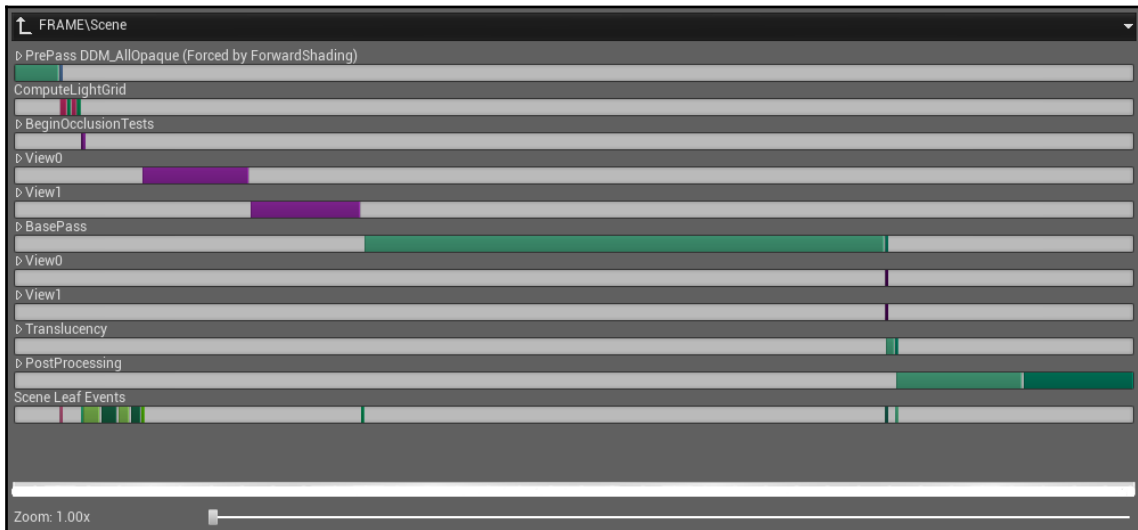 FRAME\Scene
PrePass DDM_AllOpaque (Forced by ForwardShading)
ComputeLightGrid
BeginOcclusionTests
View0
View1
BasePass
View0
View1
Translucency
PostProcessing
Scene Leaf Events
Zoom: 1.00x